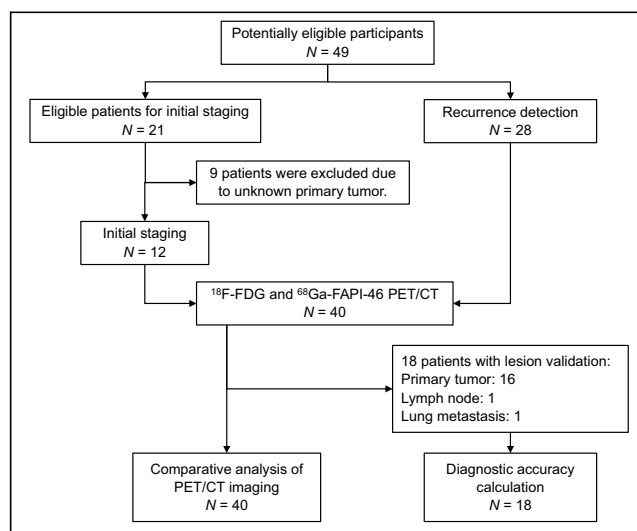 Potentially eligible participants
N = 49
Eligible patients for initial staging
N = 21
Recurrence detection
N = 28
9 patients were excluded due
to unknown primary tumor.
Initial staging
N = 12
¹⁸F-FDG and ⁶⁸Ga-FAPI-46 PET/CT
N = 40
18 patients with lesion validation:
Primary tumor: 16
Lymph node: 1
Lung metastasis: 1
Comparative analysis of
PET/CT imaging
N = 40
Diagnostic accuracy
calculation
N = 18